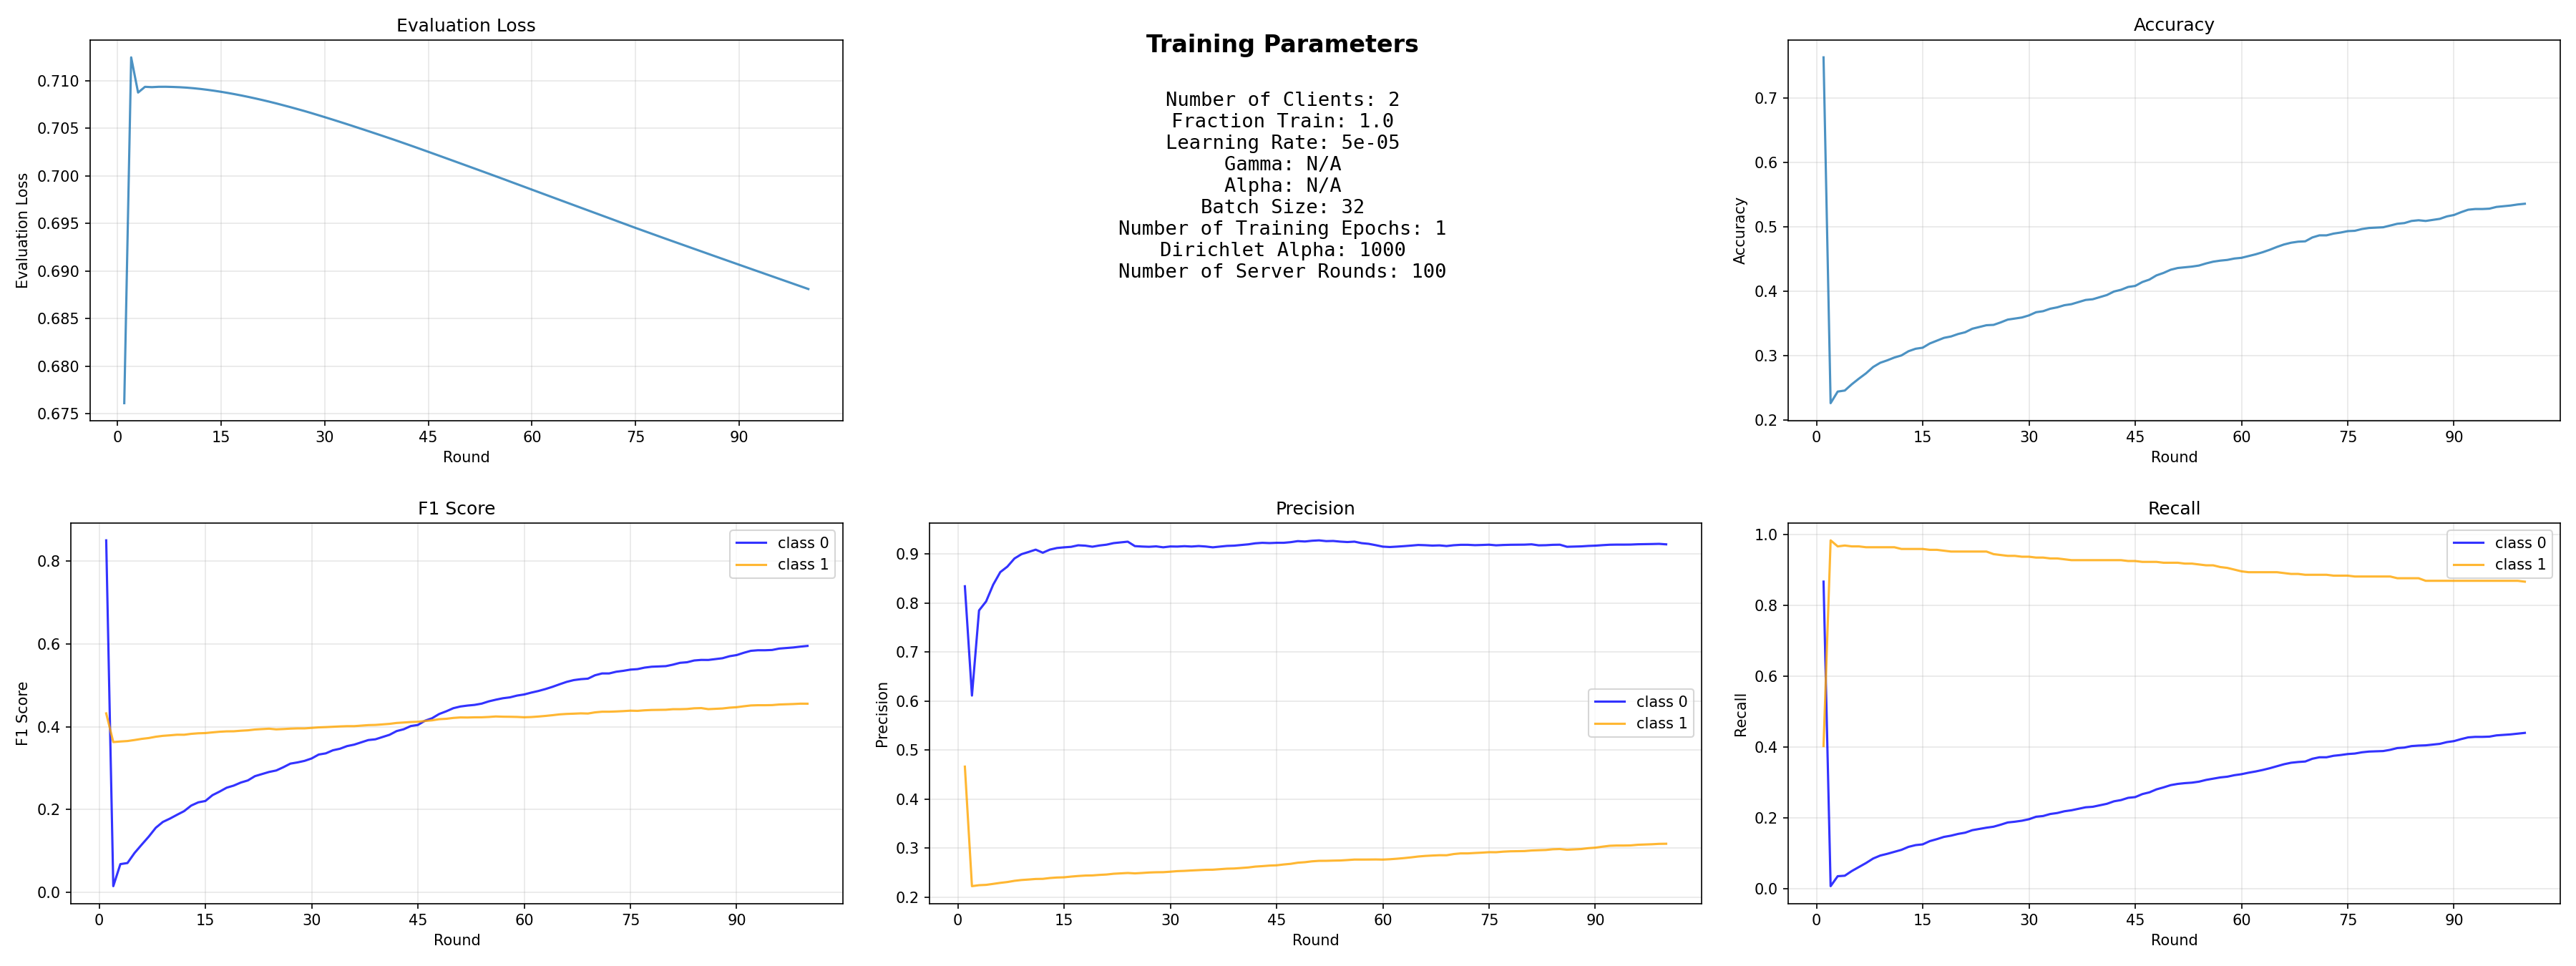 Evaluation Loss
0.710
0.705
0.700
0.695
0.690
0.685
0.680
0.675
Evaluation Loss
0 15 30 45 60 75 90
Round
Training Parameters
Number of Clients: 2
Fraction Train: 1.0
Learning Rate: 5e-05
Gamma: N/A
Alpha: N/A
Batch Size: 32
Number of Training Epochs: 1
Dirichlet Alpha: 1000
Number of Server Rounds: 100
Accuracy
0.7
0.6
0.5
0.4
0.3
0.2
Accuracy
0 15 30 45 60 75 90
Round
F1 Score
0.8
0.6
0.4
0.2
0.0
F1 Score
class 0
class 1
0 15 30 45 60 75 90
Round
Precision
0.9
0.8
0.7
0.6
0.5
0.4
0.3
0.2
Precision
class 0
class 1
0 15 30 45 60 75 90
Round
Recall
1.0
0.8
0.6
0.4
0.2
0.0
Recall
class 0
class 1
0 15 30 45 60 75 90
Round